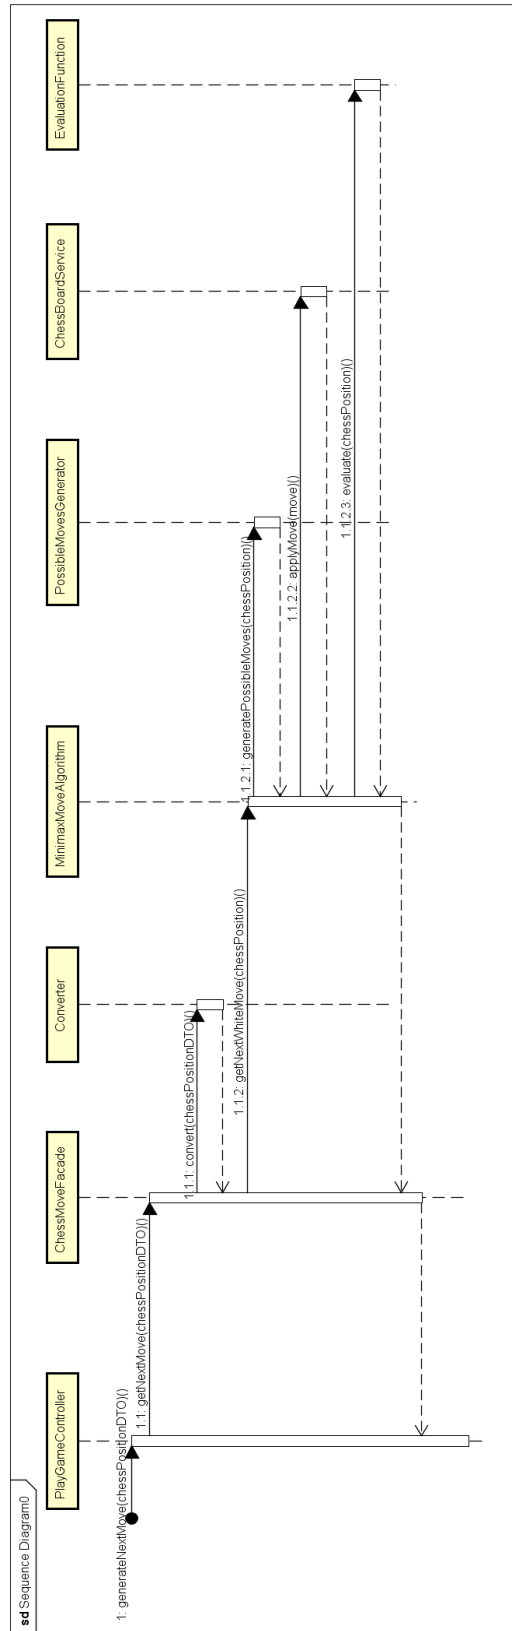 sd Sequence Diagram0
PlayGameController
ChessMoveFacade
Converter
MinimaxMoveAlgorithm
PossibleMovesGenerator
ChessBoardService
EvaluationFunction
1: generateNextMove(chessPositionDTO)()
1.1: getNextMove(chessPositionDTO)()
1.1.1: convert(chessPositionDTO)()
1.1.2: getNextWhiteMove(chessPosition)()
1.1.2.1: generatePossibleMoves(chessPosition)()
1.1.2.2: applyMove(move)()
1.1.2.3: evaluate(chessPosition)()